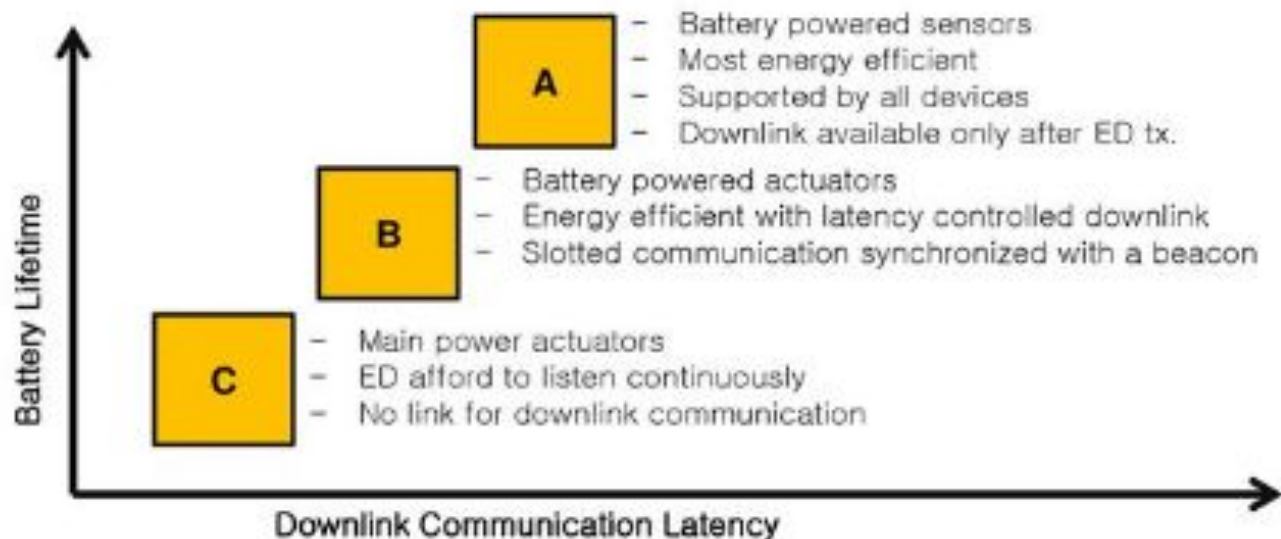 A
– Battery powered sensors
– Most energy efficient
– Supported by all devices
– Downlink available only after ED tx.
B
– Battery powered actuators
– Energy efficient with latency controlled downlink
– Slotted communication synchronized with a beacon
C
– Main power actuators
– ED afford to listen continuously
– No link for downlink communication
Battery Lifetime
Downlink Communication Latency